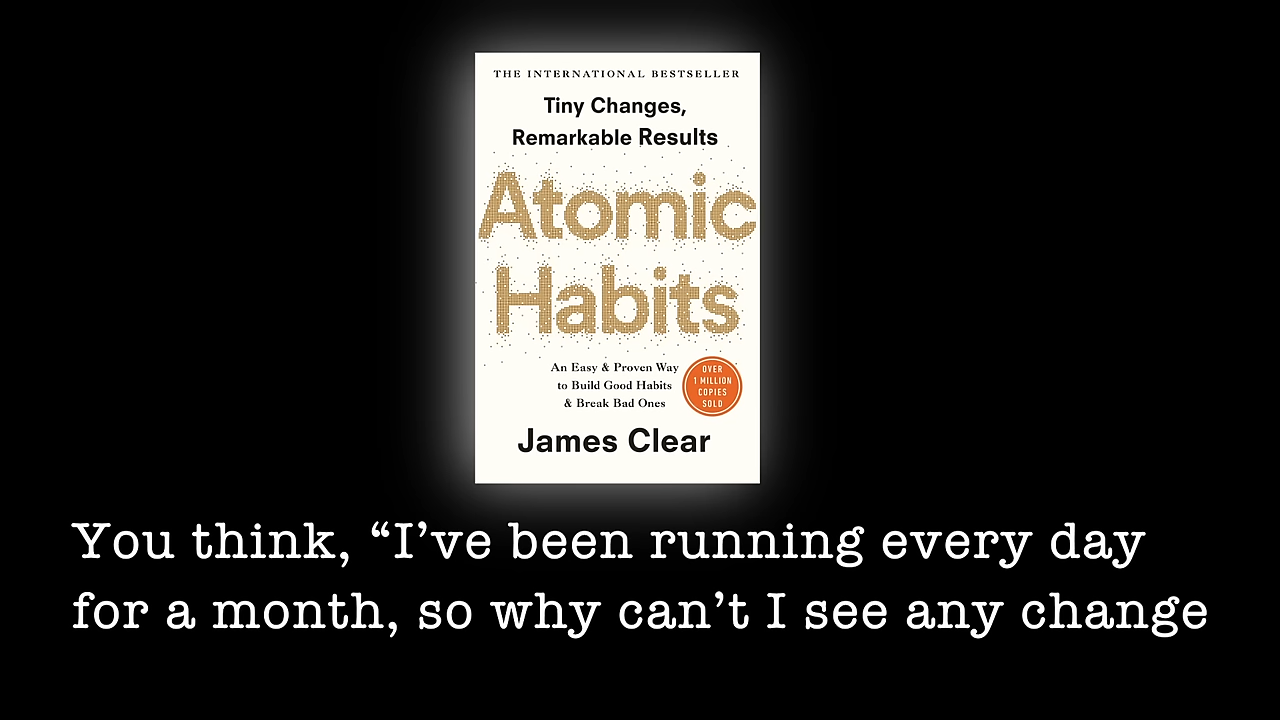 THE INTERNATIONAL BESTSELLER
Tiny Changes,
Remarkable Results
Atomic
Habits
An Easy & Proven Way
to Build Good Habits
& Break Bad Ones
OVER
1 MILLION
COPIES
SOLD
James Clear
You think, “I’ve been running every day
for a month, so why can’t I see any change